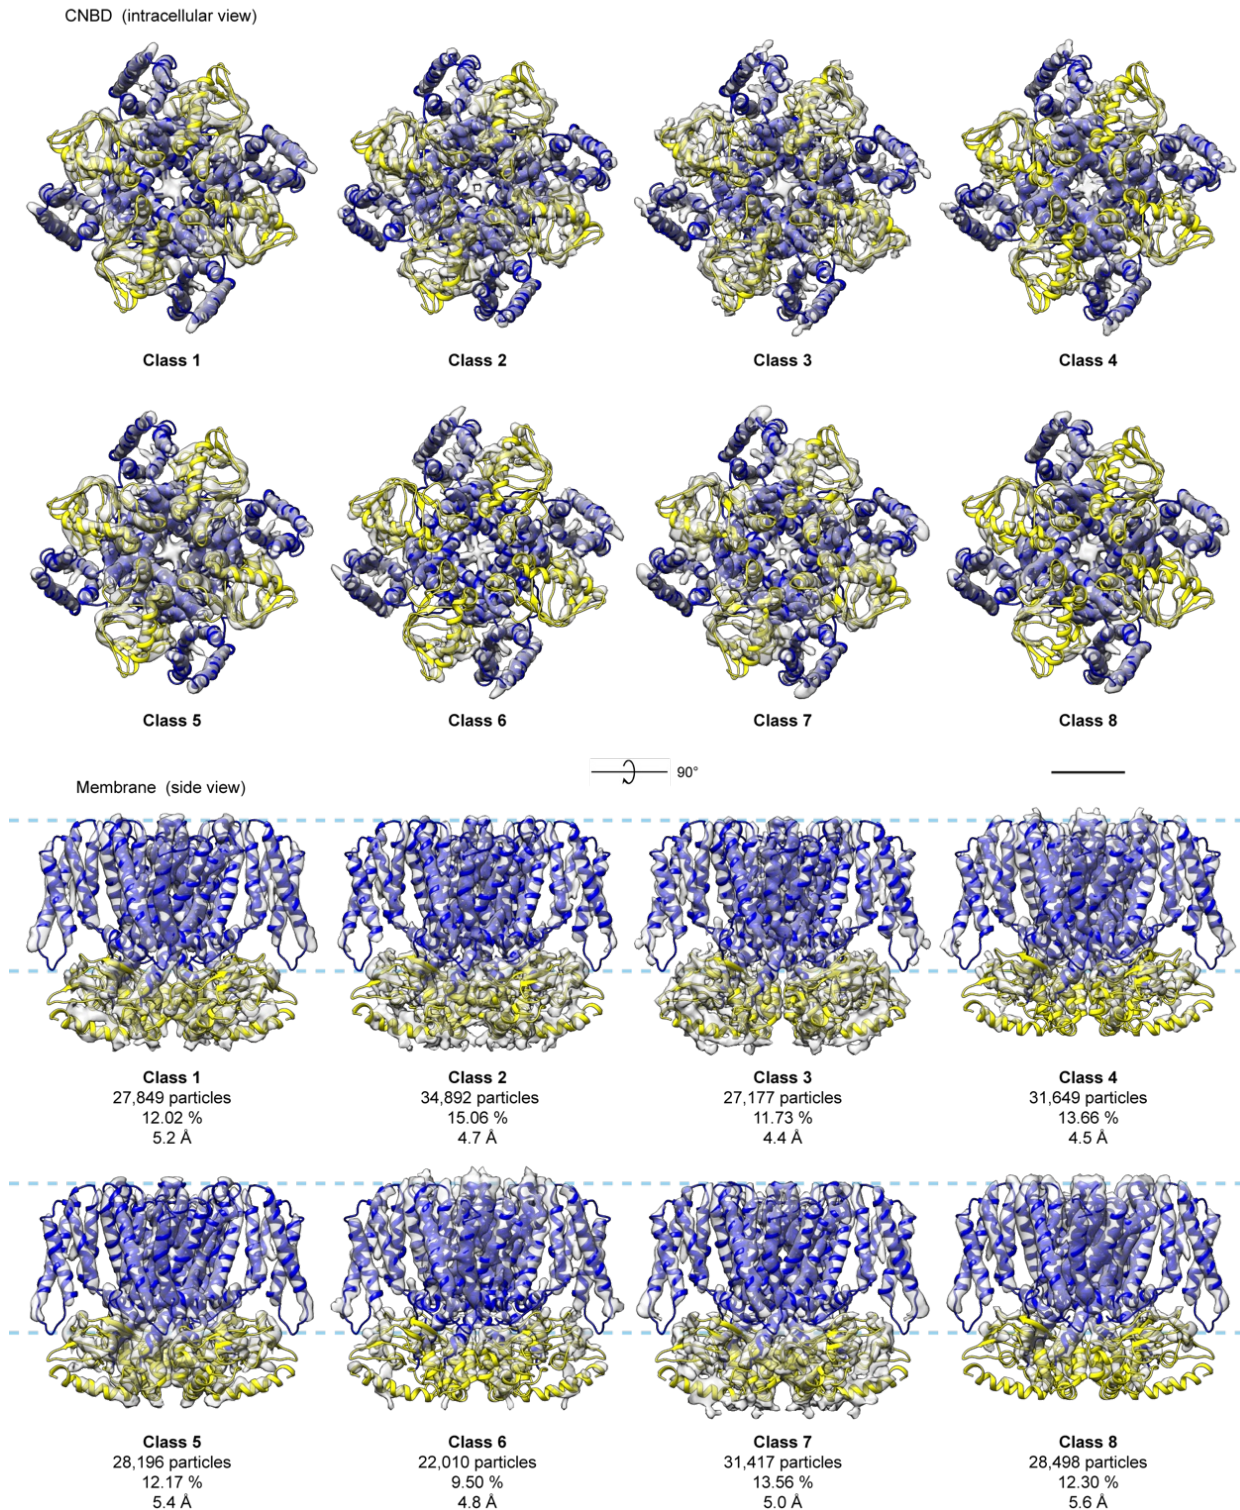 CNBD (intracellular view)
Class 1
Class 2
Class 3
Class 4
Class 5
Class 6
Class 7
Class 8
90°
Membrane (side view)
Class 1
27,849 particles
12.02 %
5.2 Å
Class 2
34,892 particles
15.06 %
4.7 Å
Class 3
27,177 particles
11.73 %
4.4 Å
Class 4
31,649 particles
13.66 %
4.5 Å
Class 5
28,196 particles
12.17 %
5.4 Å
Class 6
22,010 particles
9.50 %
4.8 Å
Class 7
31,417 particles
13.56 %
5.0 Å
Class 8
28,498 particles
12.30 %
5.6 Å